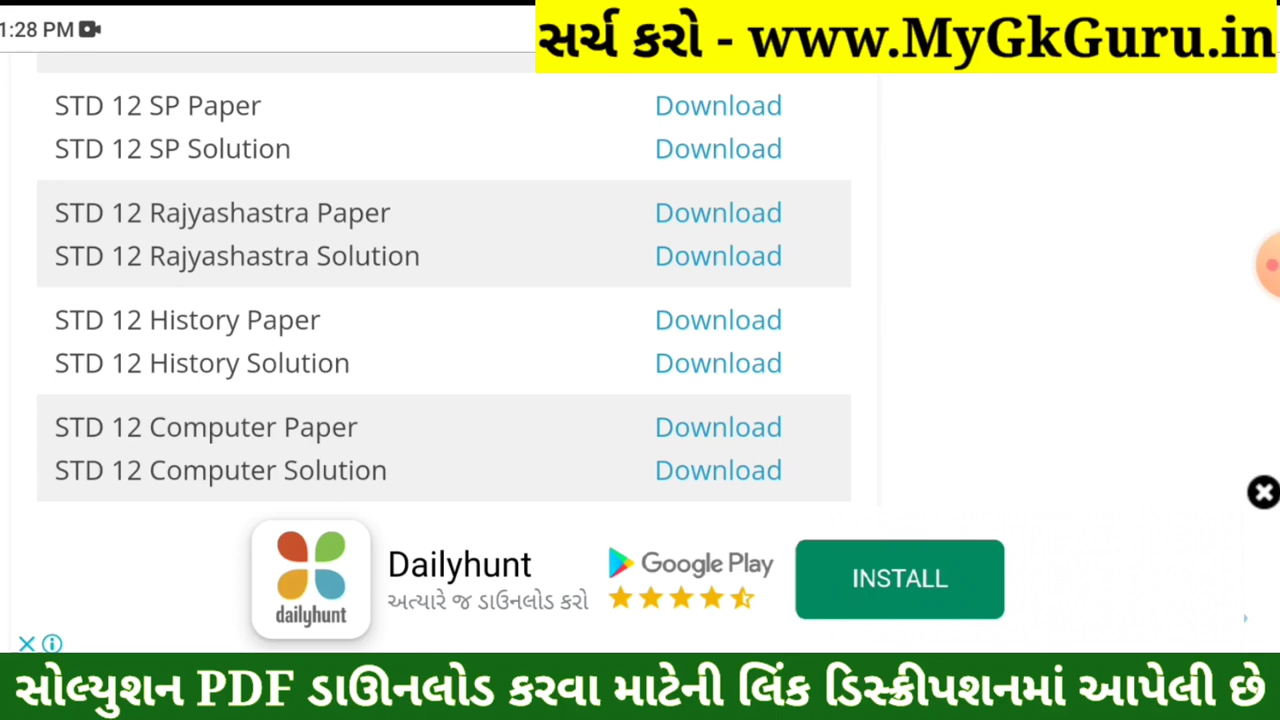 1:28 PM
સર્ચ કરો - www.MyGkGuru.in
STD 12 SP Paper Download
STD 12 SP Solution Download
STD 12 Rajyashastra Paper Download
STD 12 Rajyashastra Solution Download
STD 12 History Paper Download
STD 12 History Solution Download
STD 12 Computer Paper Download
STD 12 Computer Solution Download
dailyhunt
Dailyhunt
અત્યારે જ ડાઉનલોડ કરો
Google Play
INSTALL
સોલ્યુશન PDF ડાઊનલોડ કરવા માટેની લિંક ડિસ્ક્રીપશનમાં આપેલી છે